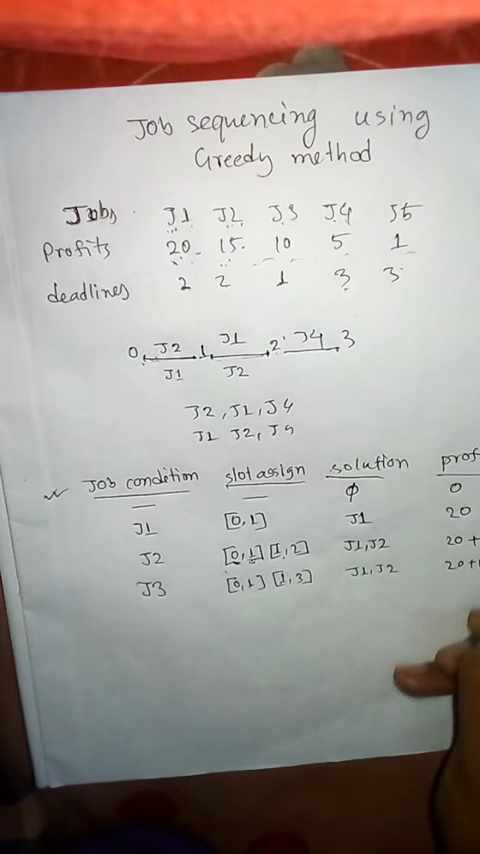 Job sequencing using
Greedy method
Jobs J1 J2 J3 J4 J5
Profits 20 15 10 5 1
deadlines 2 2 1 3 3
0 J2 1 J1 2 J4 3
J1 J2
J2, J1, J4
J1 J2, J4
Job condition slot assign solution prof
— — ϕ 0
J1 [0,1] J1 20
J2 [0,1] [1,2] J1, J2 20+
J3 [0,1] [1,3] J1, J2 20+